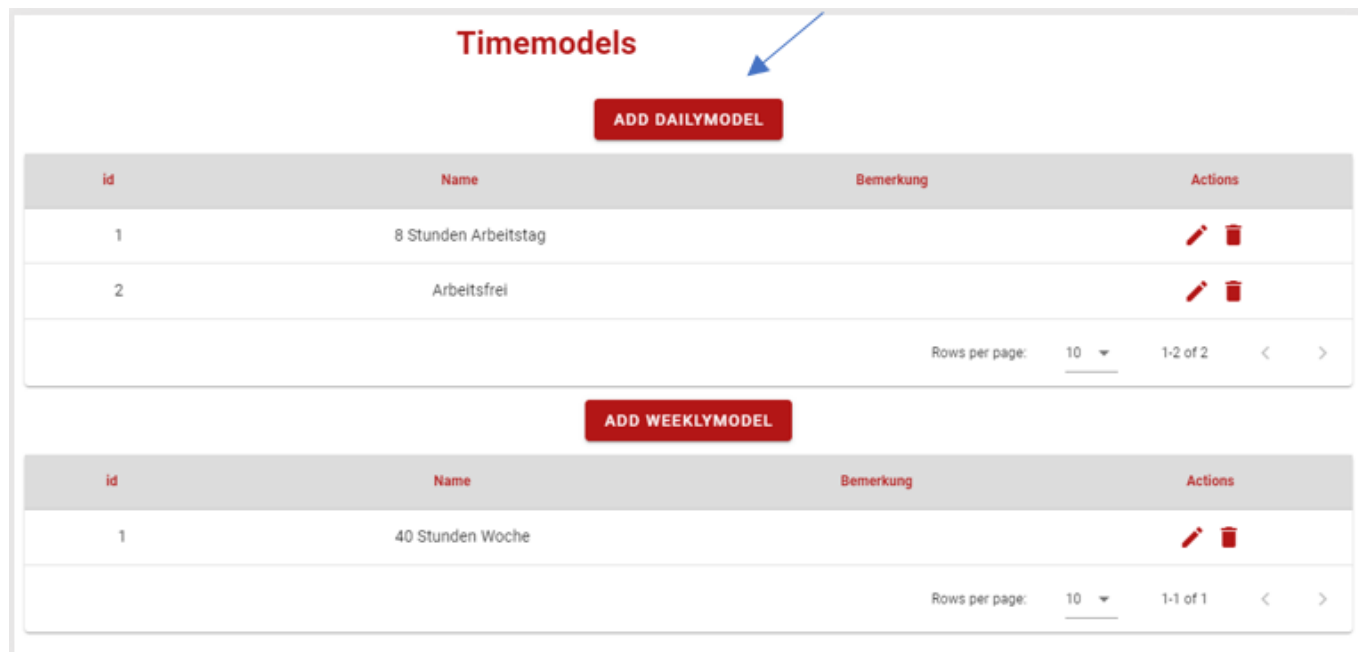 Timemodels
ADD DAILYMODEL
id Name Bemerkung Actions
1 8 Stunden Arbeitstag
2 Arbeitsfrei
Rows per page: 10 1-2 of 2
ADD WEEKLYMODEL
id Name Bemerkung Actions
1 40 Stunden Woche
Rows per page: 10 1-1 of 1